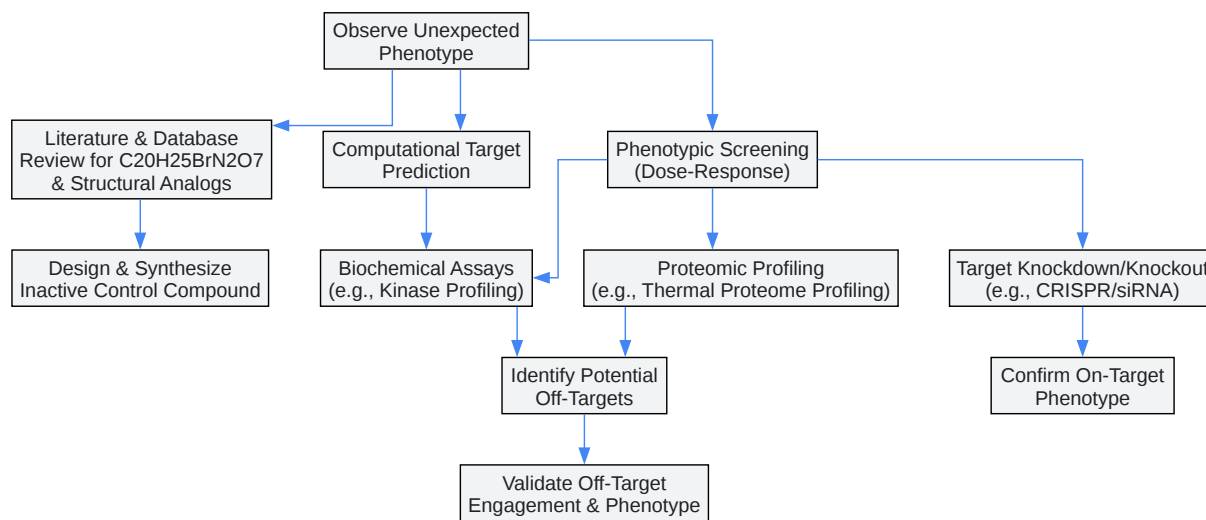 Observe Unexpected
Phenotype
Literature & Database
Review for C20H25BrN2O7
& Structural Analogs
Computational Target
Prediction
Phenotypic Screening
(Dose-Response)
Design & Synthesize
Inactive Control Compound
Biochemical Assays
(e.g., Kinase Profiling)
Proteomic Profiling
(e.g., Thermal Proteome Profiling)
Target Knockdown/Knockout
(e.g., CRISPR/siRNA)
Identify Potential
Off-Targets
Confirm On-Target
Phenotype
Validate Off-Target
Engagement & Phenotype